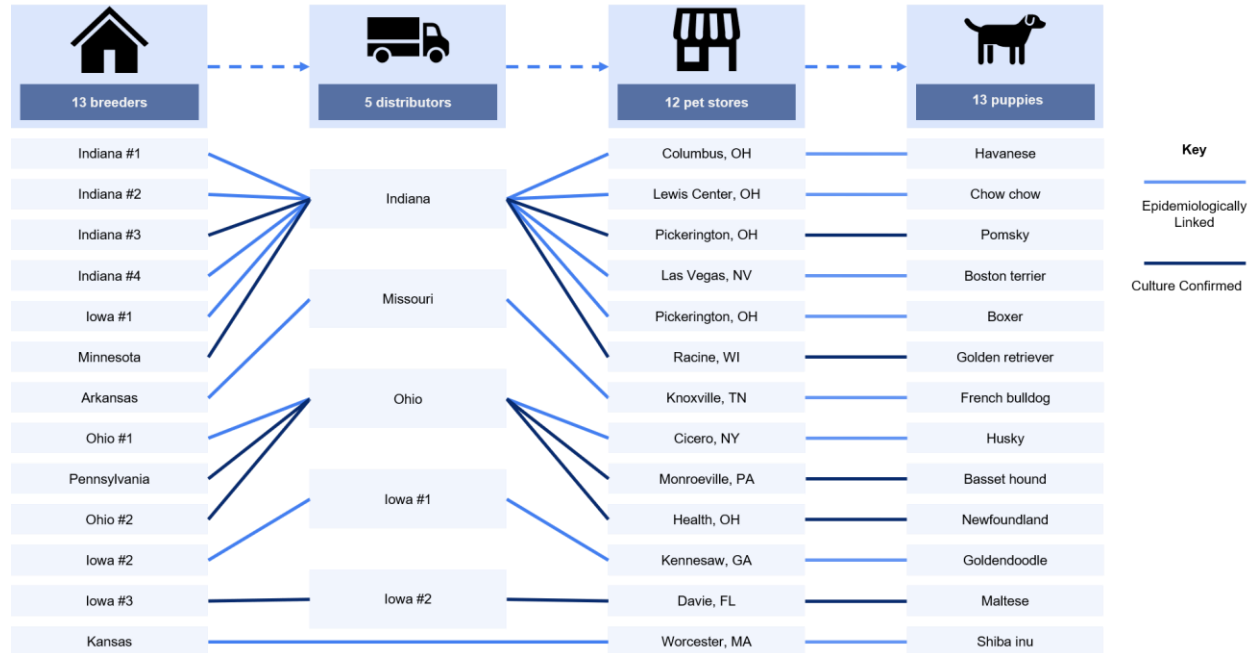 13 breeders
5 distributors
12 pet stores
13 puppies
Indiana #1
Indiana #2
Indiana #3
Indiana #4
Iowa #1
Minnesota
Arkansas
Ohio #1
Pennsylvania
Ohio #2
Iowa #2
Iowa #3
Kansas
Indiana
Missouri
Ohio
Iowa #1
Iowa #2
Columbus, OH
Lewis Center, OH
Pickerington, OH
Las Vegas, NV
Pickerington, OH
Racine, WI
Knoxville, TN
Cicero, NY
Monroeville, PA
Health, OH
Kennesaw, GA
Davie, FL
Worcester, MA
Havanese
Chow chow
Pomsky
Boston terrier
Boxer
Golden retriever
French bulldog
Husky
Basset hound
Newfoundland
Goldendoodle
Maltese
Shiba inu
Key
Epidemiologically
Linked
Culture Confirmed